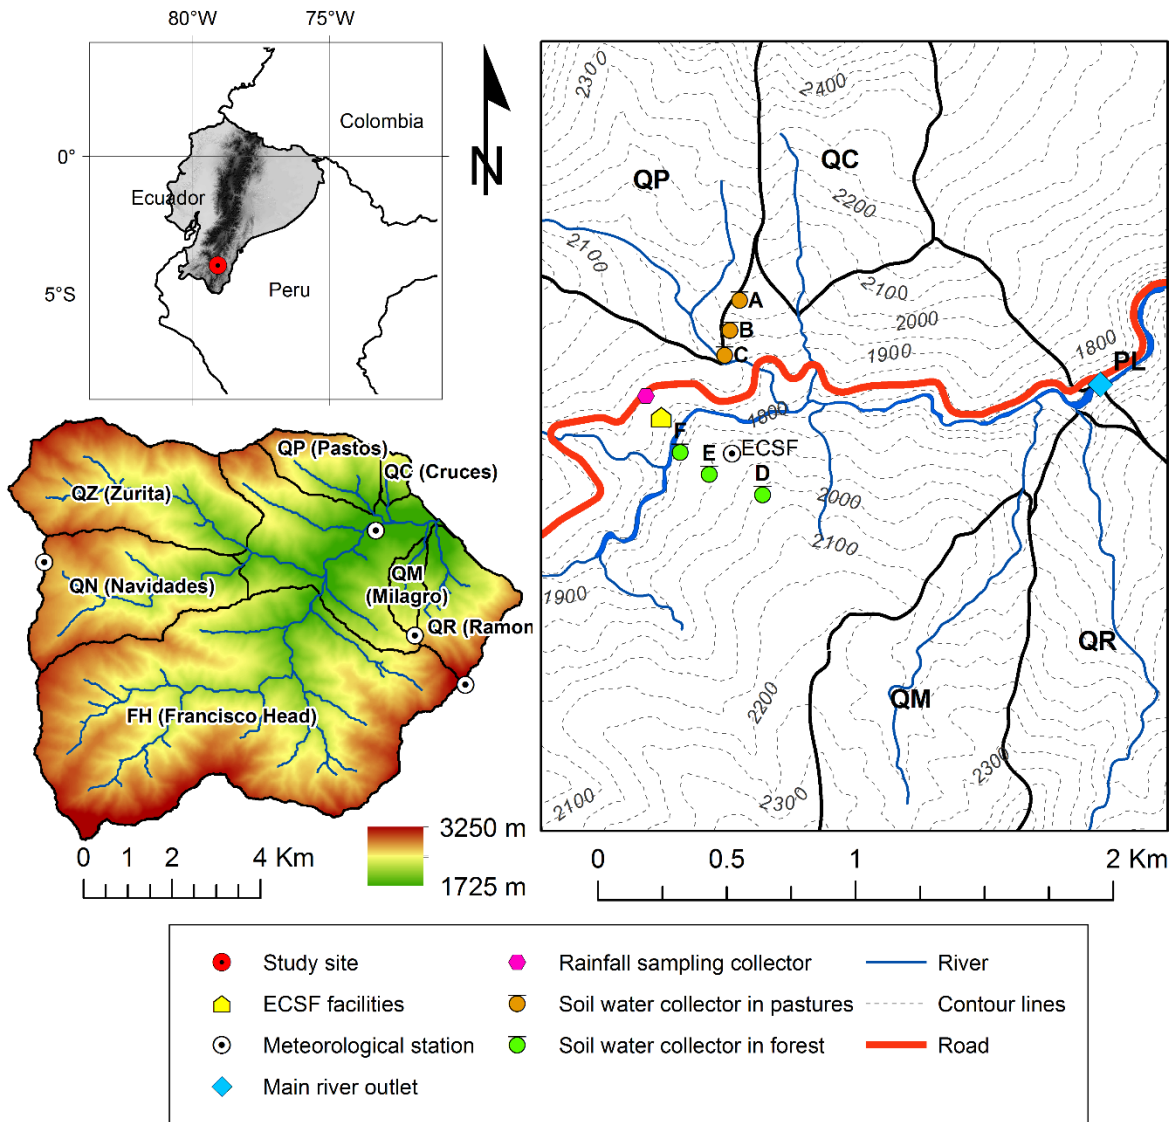 80°W
75°W
Colombia
0°
Ecuador
Peru
5°S
N
QP (Pastos)
QC (Cruces)
QZ (Zurita)
QN (Navidades)
QM
(Milagro)
QR (Ramon
FH (Francisco Head)
3250 m
1725 m
0 1 2 4 Km
2300
2400
QP
QC
2200
2100
A
2100
B
2000
C
1900
1800
PL
1800
F
E
ECSF
D
2000
2100
1900
QR
2200
QM
2300
2100
2300
0 0.5 1 2 Km
Study site
ECSF facilities
Meteorological station
Main river outlet
Rainfall sampling collector
Soil water collector in pastures
Soil water collector in forest
River
Contour lines
Road